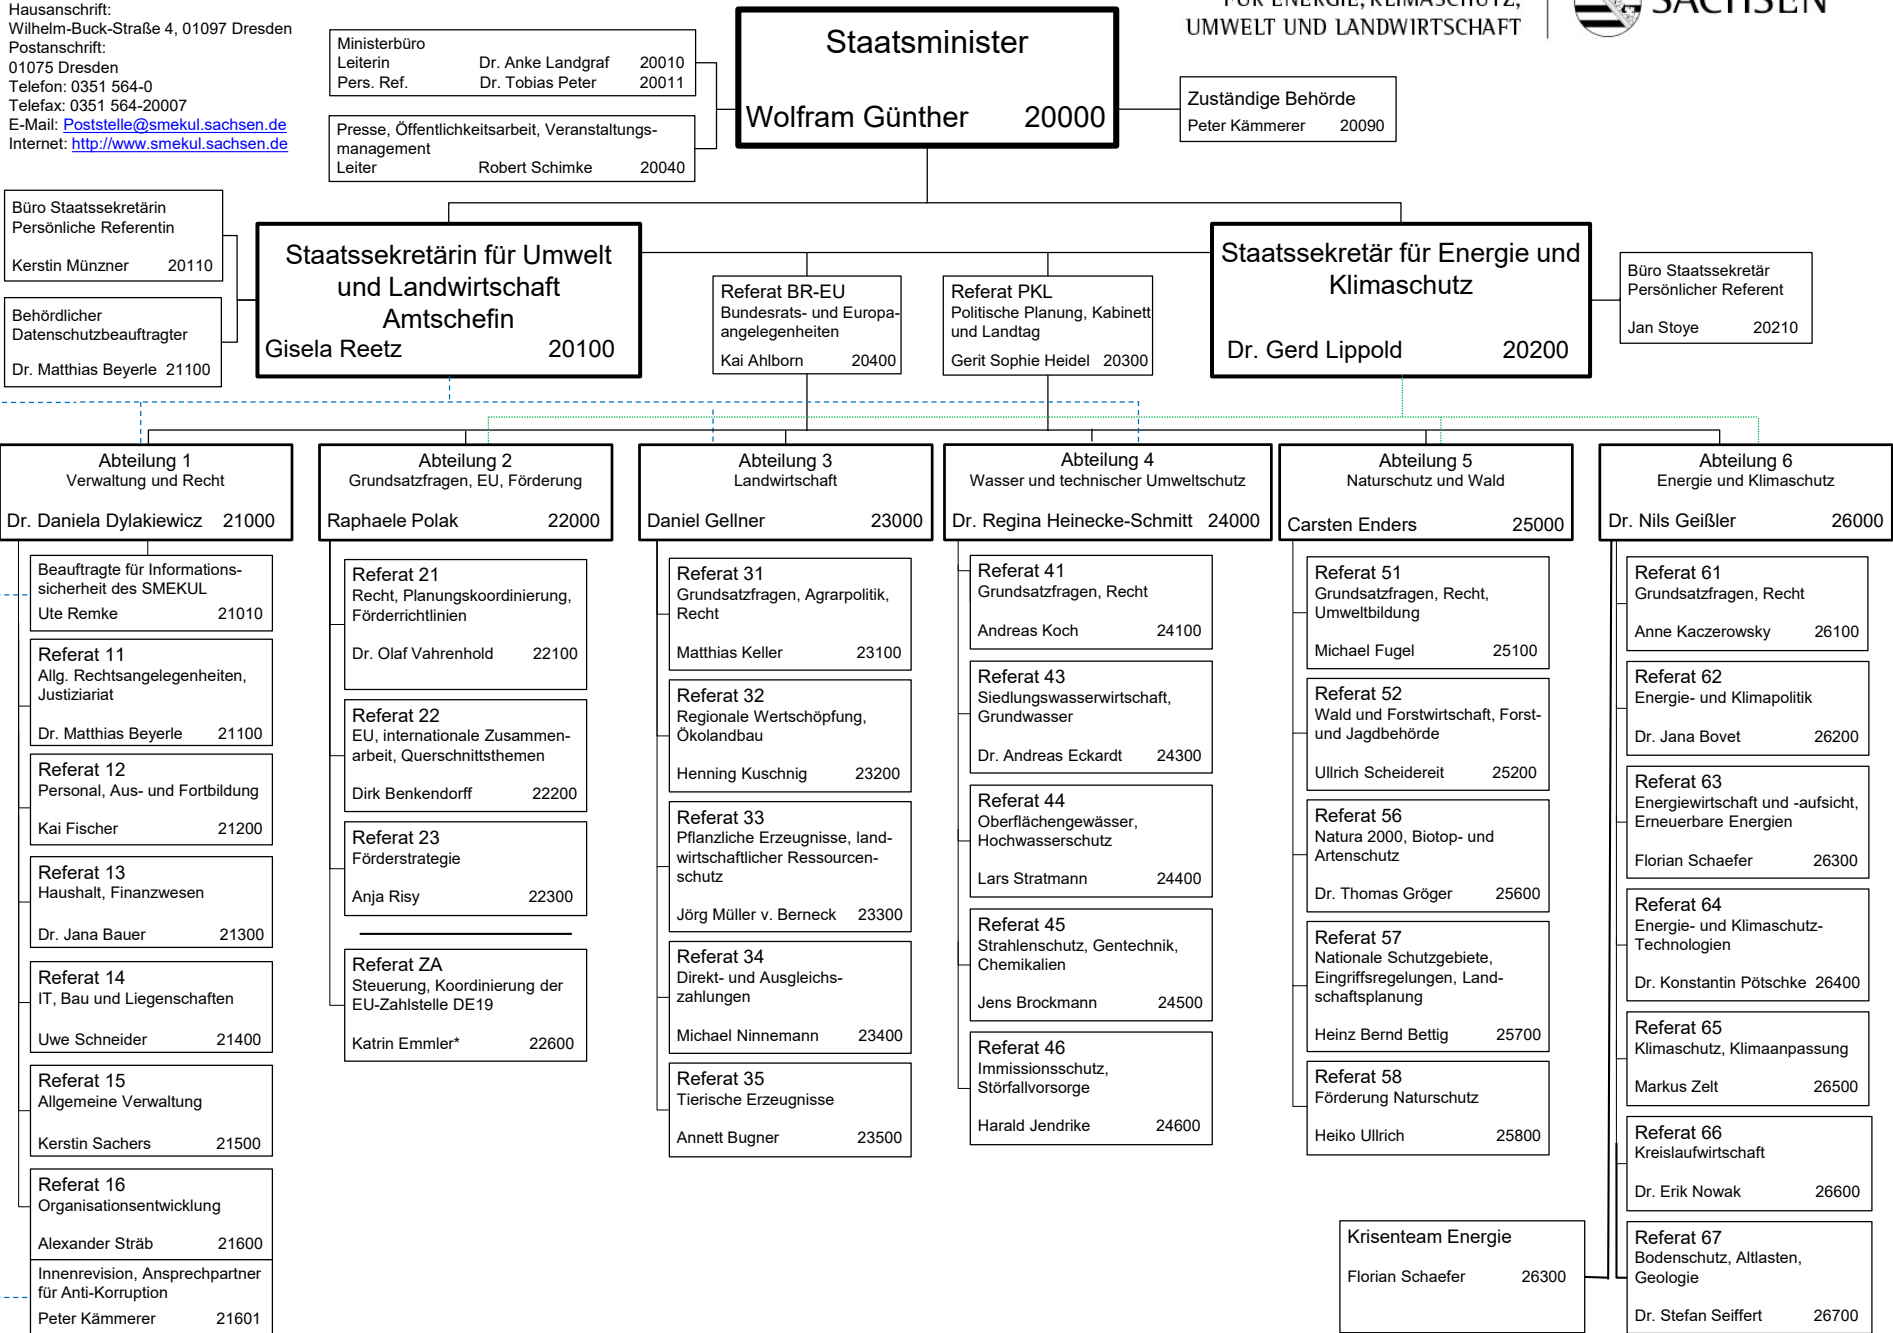 Hausanschrift:
Wilhelm-Buck-Straße 4, 01097 Dresden
Postanschrift:
01075 Dresden
Telefon: 0351 564-0
Telefax: 0351 564-20007
E-Mail: Poststelle@smekul.sachsen.de
Internet: http://www.smekul.sachsen.de
FÜR ENERGIE, KLIMASCHUTZ,
UMWELT UND LANDWIRTSCHAFT
SACHSEN
Ministerbüro
Leiterin Dr. Anke Landgraf 20010
Pers. Ref. Dr. Tobias Peter 20011
Presse, Öffentlichkeitsarbeit, Veranstaltungs-
management
Leiter Robert Schimke 20040
Staatsminister
Wolfram Günther 20000
Zuständige Behörde
Peter Kämmerer 20090
Büro Staatssekretärin
Persönliche Referentin
Kerstin Münzner 20110
Behördlicher
Datenschutzbeauftragter
Dr. Matthias Beyerle 21100
Staatssekretärin für Umwelt
und Landwirtschaft
Amtschefin
Gisela Reetz 20100
Referat BR-EU
Bundesrats- und Europa-
angelegenheiten
Kai Ahlborn 20400
Referat PKL
Politische Planung, Kabinett
und Landtag
Gerit Sophie Heidel 20300
Staatssekretär für Energie und
Klimaschutz
Dr. Gerd Lippold 20200
Büro Staatssekretär
Persönlicher Referent
Jan Stoye 20210
Abteilung 1
Verwaltung und Recht
Dr. Daniela Dylakiewicz 21000
Beauftragte für Informations-
sicherheit des SMEKUL
Ute Remke 21010
Referat 11
Allg. Rechtsangelegenheiten,
Justiziariat
Dr. Matthias Beyerle 21100
Referat 12
Personal, Aus- und Fortbildung
Kai Fischer 21200
Referat 13
Haushalt, Finanzwesen
Dr. Jana Bauer 21300
Referat 14
IT, Bau und Liegenschaften
Uwe Schneider 21400
Referat 15
Allgemeine Verwaltung
Kerstin Sachers 21500
Referat 16
Organisationsentwicklung
Alexander Sträb 21600
Innenrevision, Ansprechpartner
für Anti-Korruption
Peter Kämmerer 21601
Abteilung 2
Grundsatzfragen, EU, Förderung
Raphaele Polak 22000
Referat 21
Recht, Planungskoordinierung,
Förderrichtlinien
Dr. Olaf Vahrenhold 22100
Referat 22
EU, internationale Zusammen-
arbeit, Querschnittsthemen
Dirk Benkendorff 22200
Referat 23
Förderstrategie
Anja Risy 22300
Referat ZA
Steuerung, Koordinierung der
EU-Zahlstelle DE19
Katrin Emmler* 22600
Abteilung 3
Landwirtschaft
Daniel Gellner 23000
Referat 31
Grundsatzfragen, Agrarpolitik,
Recht
Matthias Keller 23100
Referat 32
Regionale Wertschöpfung,
Ökolandbau
Henning Kuschnig 23200
Referat 33
Pflanzliche Erzeugnisse, land-
wirtschaftlicher Ressourcen-
schutz
Jörg Müller v. Berneck 23300
Referat 34
Direkt- und Ausgleichs-
zahlungen
Michael Ninnemann 23400
Referat 35
Tierische Erzeugnisse
Annett Bugner 23500
Abteilung 4
Wasser und technischer Umweltschutz
Dr. Regina Heinecke-Schmitt 24000
Referat 41
Grundsatzfragen, Recht
Andreas Koch 24100
Referat 43
Siedlungswasserwirtschaft,
Grundwasser
Dr. Andreas Eckardt 24300
Referat 44
Oberflächengewässer,
Hochwasserschutz
Lars Stratmann 24400
Referat 45
Strahlenschutz, Gentechnik,
Chemikalien
Jens Brockmann 24500
Referat 46
Immissionsschutz,
Störfallvorsorge
Harald Jendrike 24600
Abteilung 5
Naturschutz und Wald
Carsten Enders 25000
Referat 51
Grundsatzfragen, Recht,
Umweltbildung
Michael Fugel 25100
Referat 52
Wald und Forstwirtschaft, Forst-
und Jagdbehörde
Ullrich Scheidereit 25200
Referat 56
Natura 2000, Biotop- und
Artenschutz
Dr. Thomas Gröger 25600
Referat 57
Nationale Schutzgebiete,
Eingriffsregelungen, Land-
schaftsplanung
Heinz Bernd Bettig 25700
Referat 58
Förderung Naturschutz
Heiko Ullrich 25800
Abteilung 6
Energie und Klimaschutz
Dr. Nils Geißler 26000
Referat 61
Grundsatzfragen, Recht
Anne Kaczerowsky 26100
Referat 62
Energie- und Klimapolitik
Dr. Jana Bovet 26200
Referat 63
Energiewirtschaft und -aufsicht,
Erneuerbare Energien
Florian Schaefer 26300
Referat 64
Energie- und Klimaschutz-
Technologien
Dr. Konstantin Pötschke 26400
Referat 65
Klimaschutz, Klimaanpassung
Markus Zelt 26500
Referat 66
Kreislaufwirtschaft
Dr. Erik Nowak 26600
Referat 67
Bodenschutz, Altlasten,
Geologie
Dr. Stefan Seiffert 26700
Krisenteam Energie
Florian Schaefer 26300